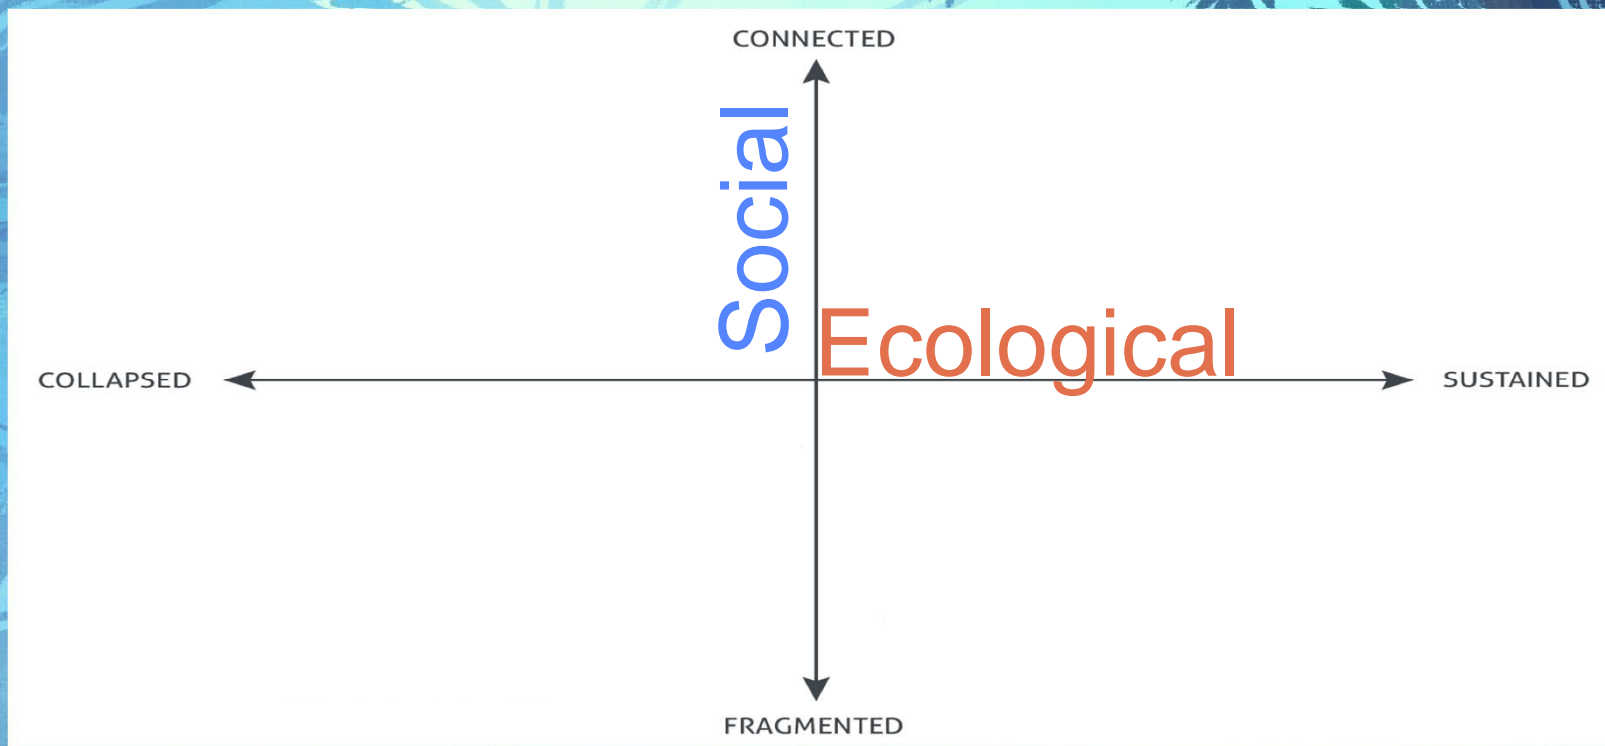 CONNECTED
Social
Ecological
COLLAPSED
SUSTAINED
FRAGMENTED